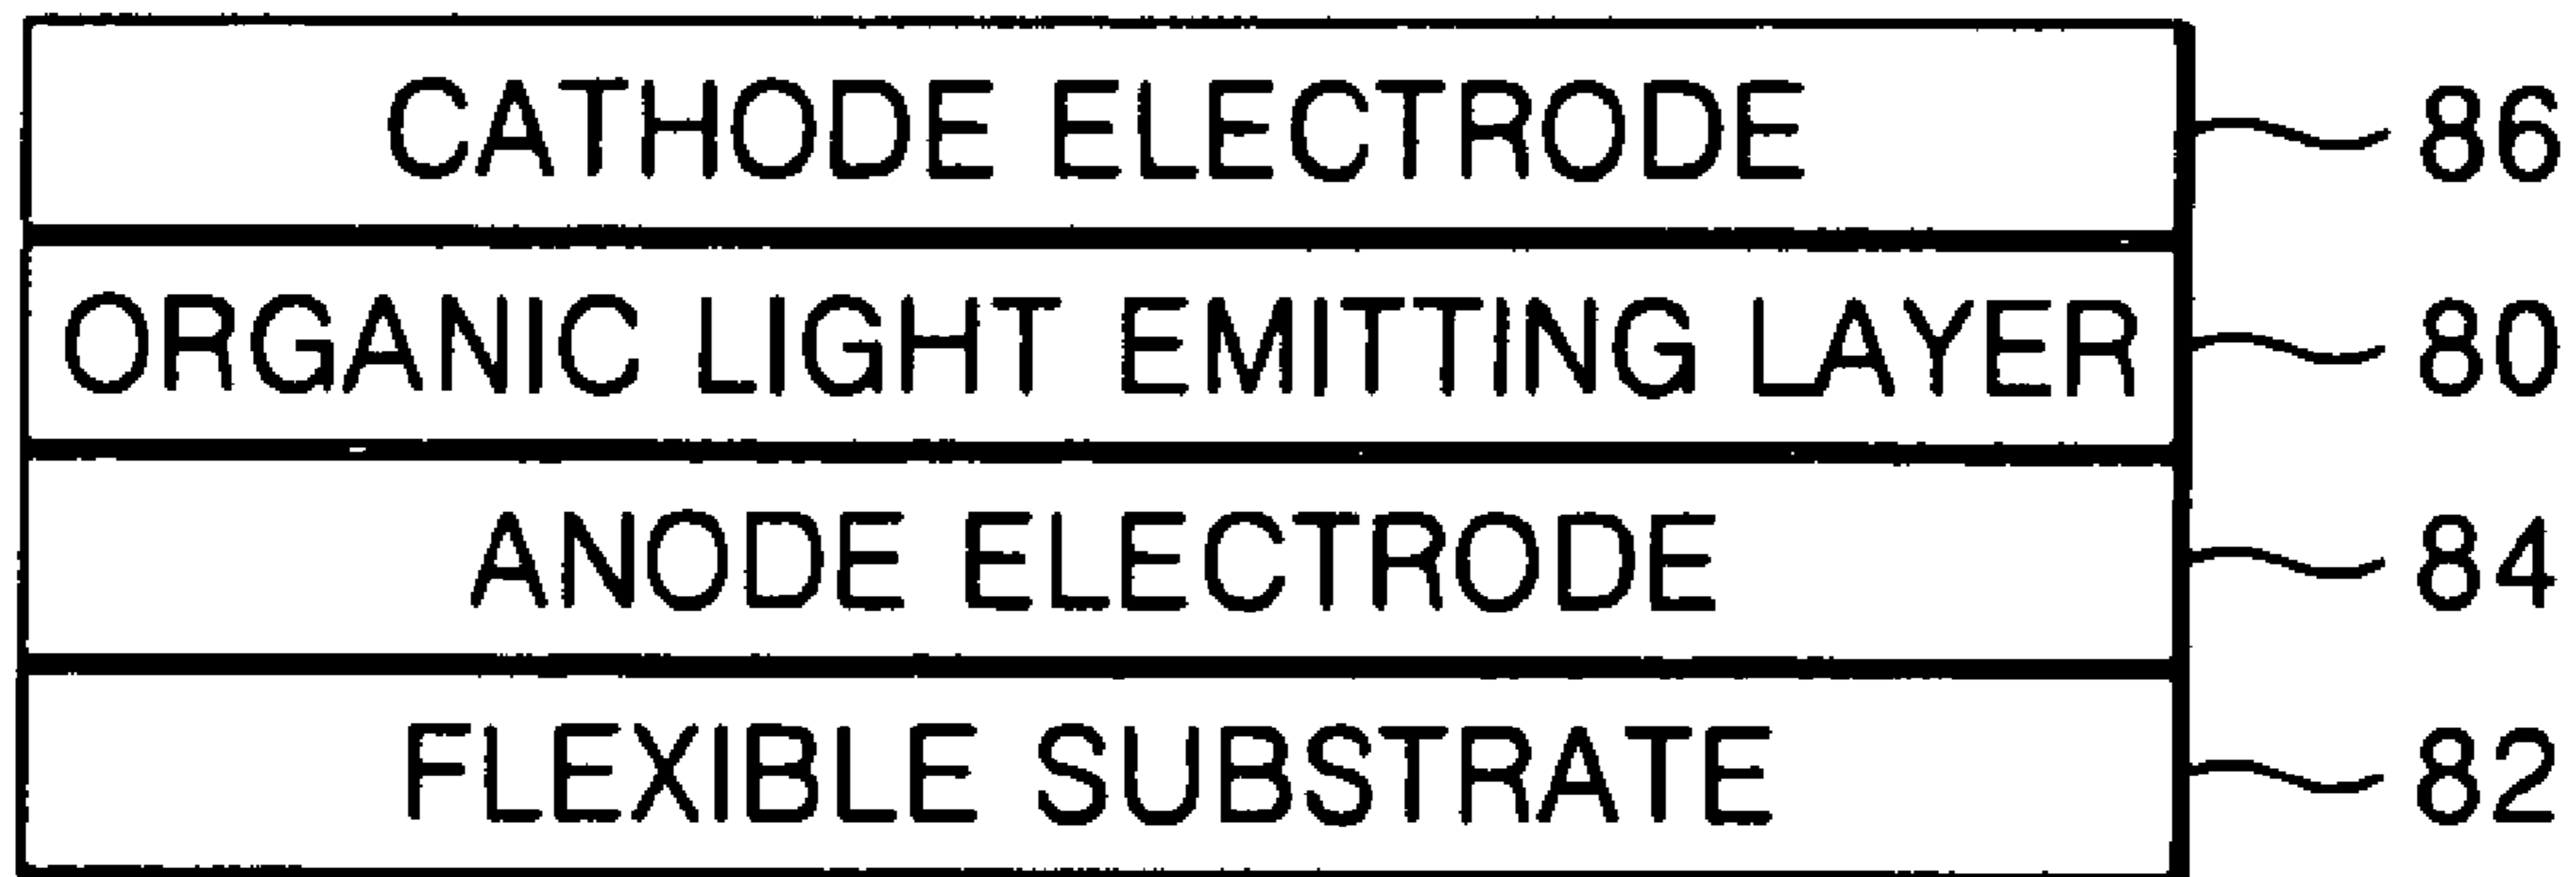 CATHODE ELECTRODE 86
ORGANIC LIGHT EMITTING LAYER 80
ANODE ELECTRODE 84
FLEXIBLE SUBSTRATE 82